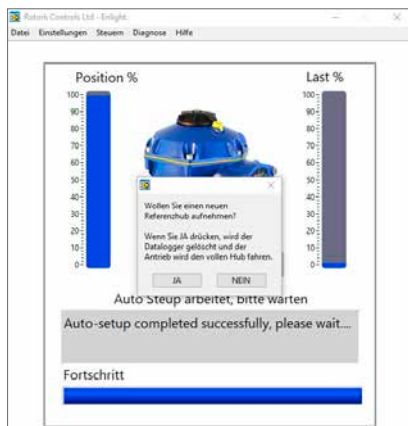 Rotork Controls Ltd - Enlight.
Datei Einstellungen Steuern Diagnose Hilfe
Position % Last %
100 100
90 90
80 80
70 70
60 60
50 50
40 40
30 30
20 20
10 10
0 0
Wollen Sie einen neuen
Referenzhub aufnehmen?
Wenn Sie JA drücken, wird der
Datalogger gelöscht und der
Antrieb wird den vollen Hub fahren.
JA NEIN
Auto Steup arbeitet, bitte warten
Auto-setup completed successfully, please wait....
Fortschritt